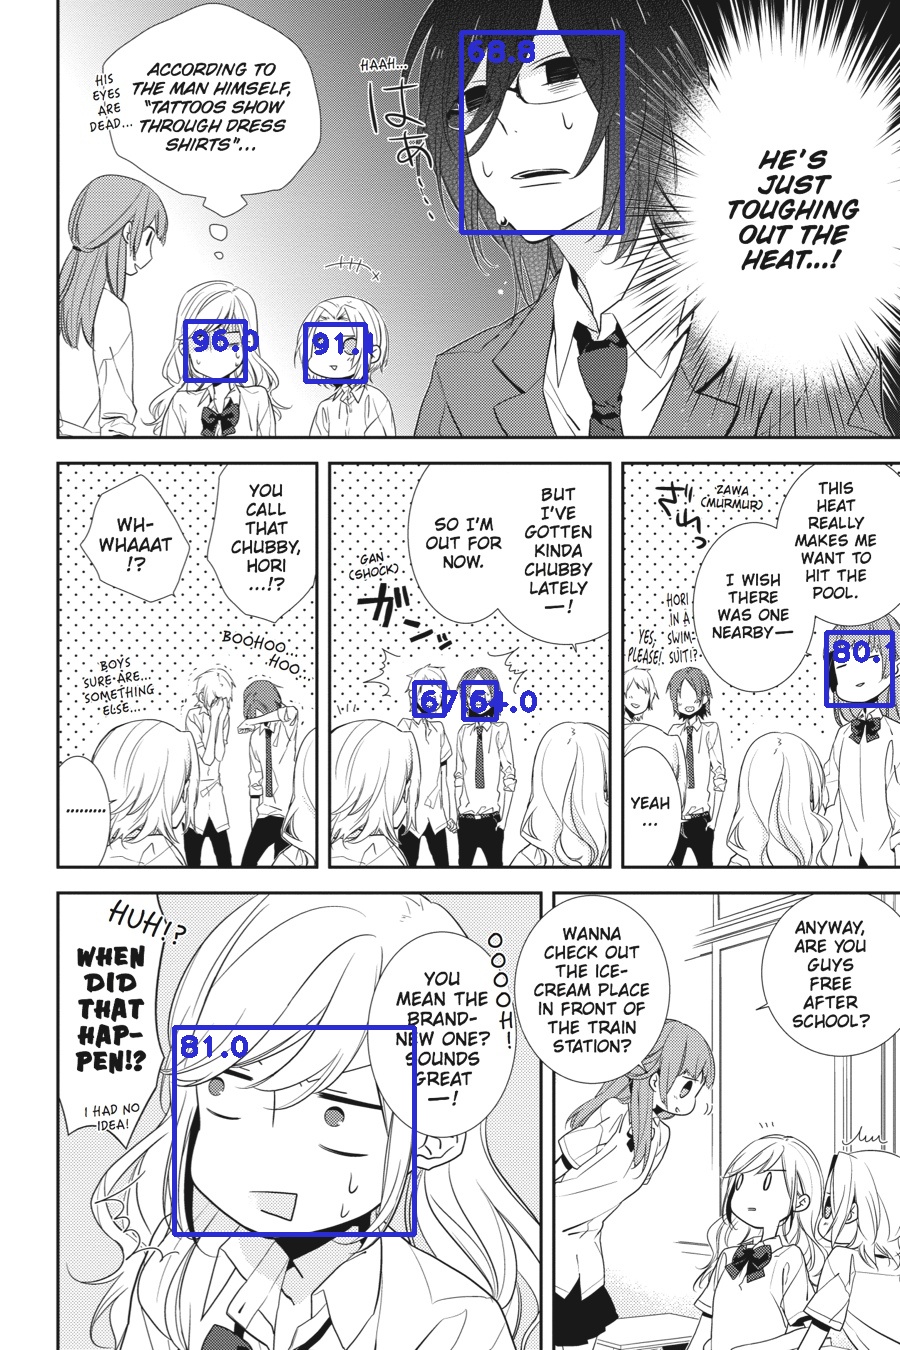 HE'S
JUST
TOUGHING
OUT THE
HEAT...!
68.8
HAAH...
はぁ…
ACCORDING TO
THE MAN HIMSELF,
"TATTOOS SHOW
THROUGH DRESS
SHIRTS"...
HIS
EYES
ARE
DEAD...
96.0
91.1
THIS
HEAT
REALLY
MAKES ME
WANT TO
HIT THE
POOL.
ZAWA
(MURMUR)
ざわっ
I WISH
THERE
WAS ONE
NEARBY—
HORI
IN A
SWIM-
SUIT!?
YES,
PLEASE!
80.1
YEAH
...
BUT
I'VE
GOTTEN
KINDA
CHUBBY
LATELY
—!
SO I'M
OUT FOR
NOW.
GAN
(SHOCK)
ガーン
67
64.0
YOU
CALL
THAT
CHUBBY,
HORI
...!?
WH-
WHAAAT
!?
BOOHOO
HOO
BOYS
SURE ARE...
SOMETHING
ELSE...
..........
ANYWAY,
ARE YOU
GUYS
FREE
AFTER
SCHOOL?
WANNA
CHECK OUT
THE ICE-
CREAM PLACE
IN FRONT OF
THE TRAIN
STATION?
OOOOH!
YOU
MEAN THE
BRAND-
NEW ONE?
SOUNDS
GREAT
—!
81.0
HUH!?
WHEN
DID
THAT
HAP-
PEN!?
I HAD NO
IDEA!